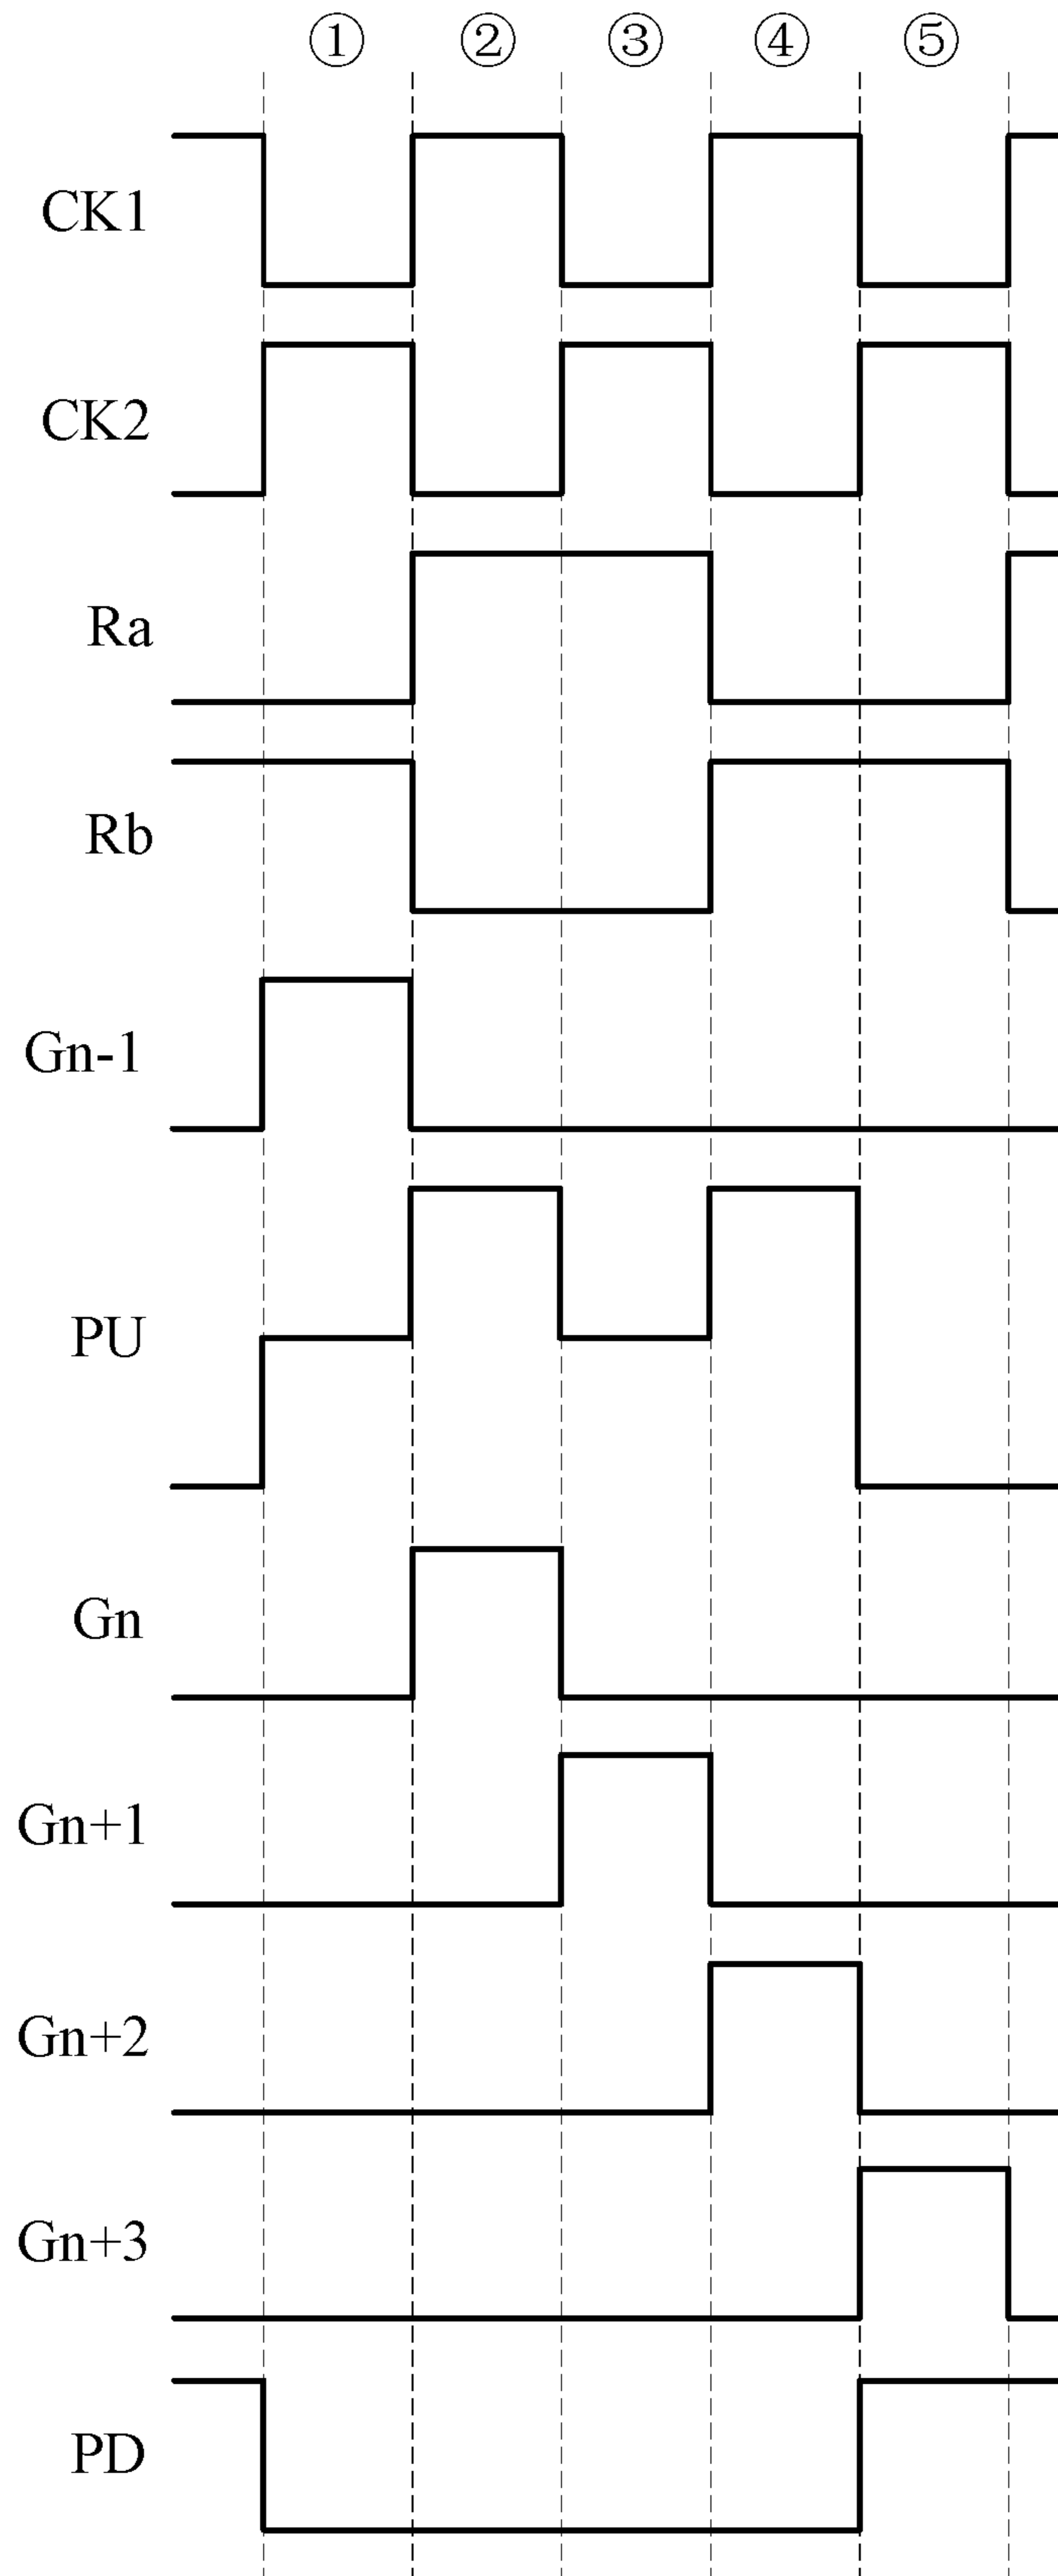 ① ② ③ ④ ⑤
CK1
CK2
Ra
Rb
Gn-1
PU
Gn
Gn+1
Gn+2
Gn+3
PD